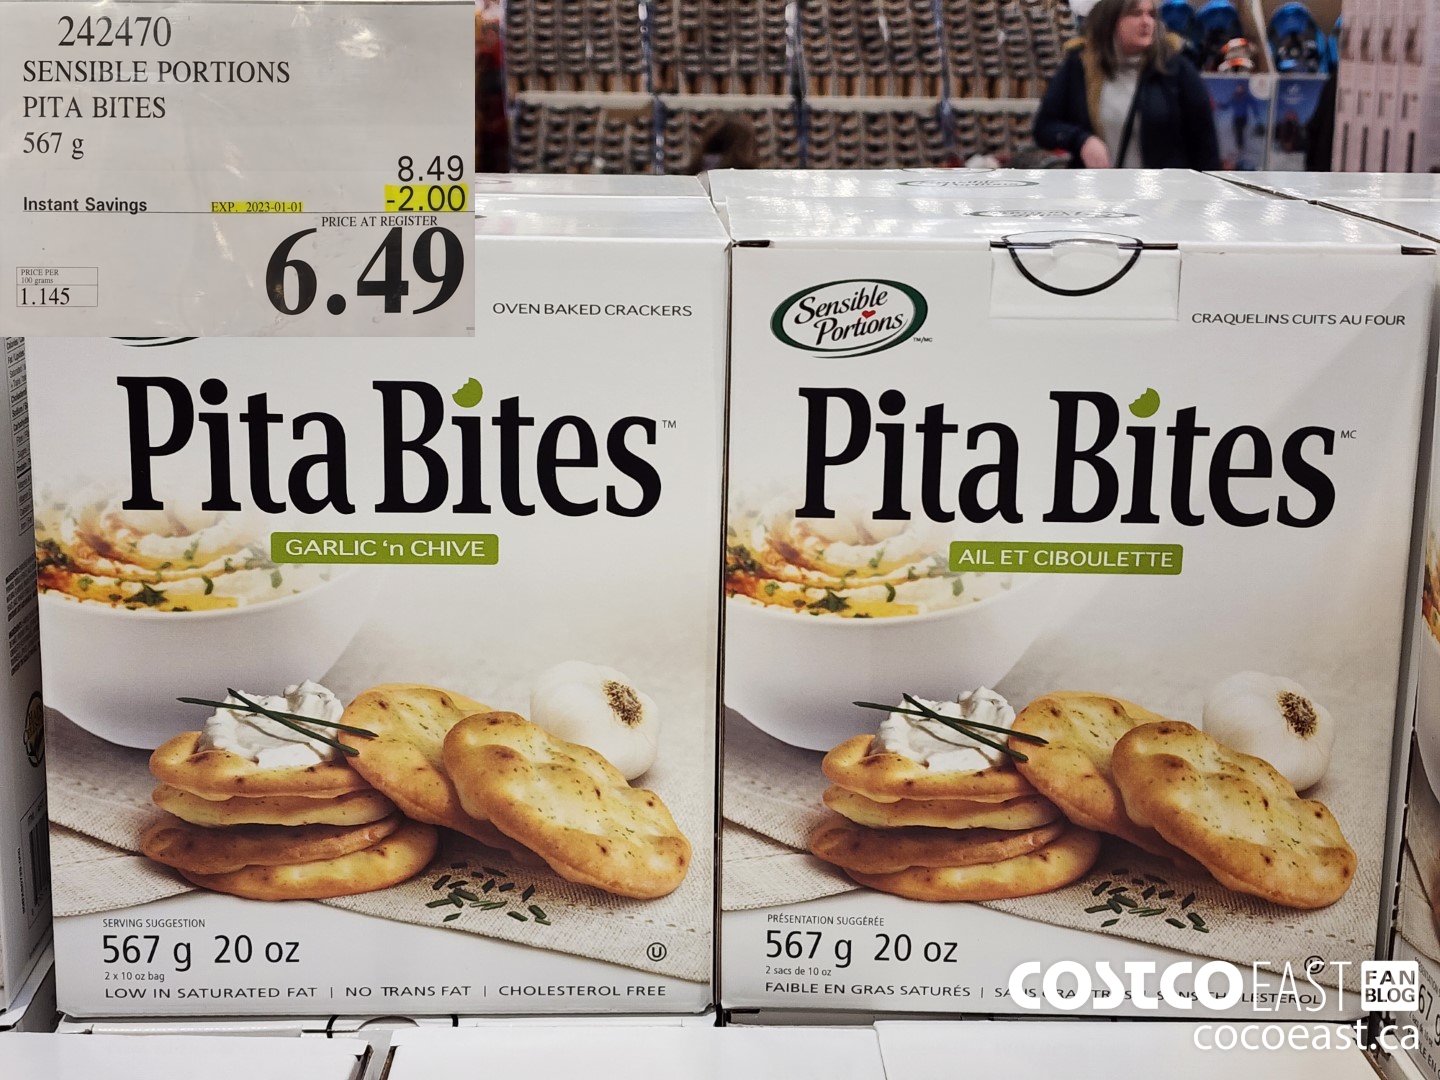 242470
SENSIBLE PORTIONS
PITA BITES
567 g
8.49
Instant Savings EXP. 2023-01-01 -2.00
PRICE AT REGISTER
6.49
PRICE PER
100 grams
1.145
OVEN BAKED CRACKERS
Pita Bites™
GARLIC 'n CHIVE
SERVING SUGGESTION
567 g 20 oz
2 x 10 oz bag
LOW IN SATURATED FAT | NO TRANS FAT | CHOLESTEROL FREE
U
Sensible
Portions
TM/MC
CRAQUELINS CUITS AU FOUR
Pita Bites MC
AIL ET CIBOULETTE
PRÉSENTATION SUGGÉRÉE
567 g 20 oz
2 sacs de 10 oz
FAIBLE EN GRAS SATURÉS |
COSTCO EAST FAN BLOG
cocoeast.ca